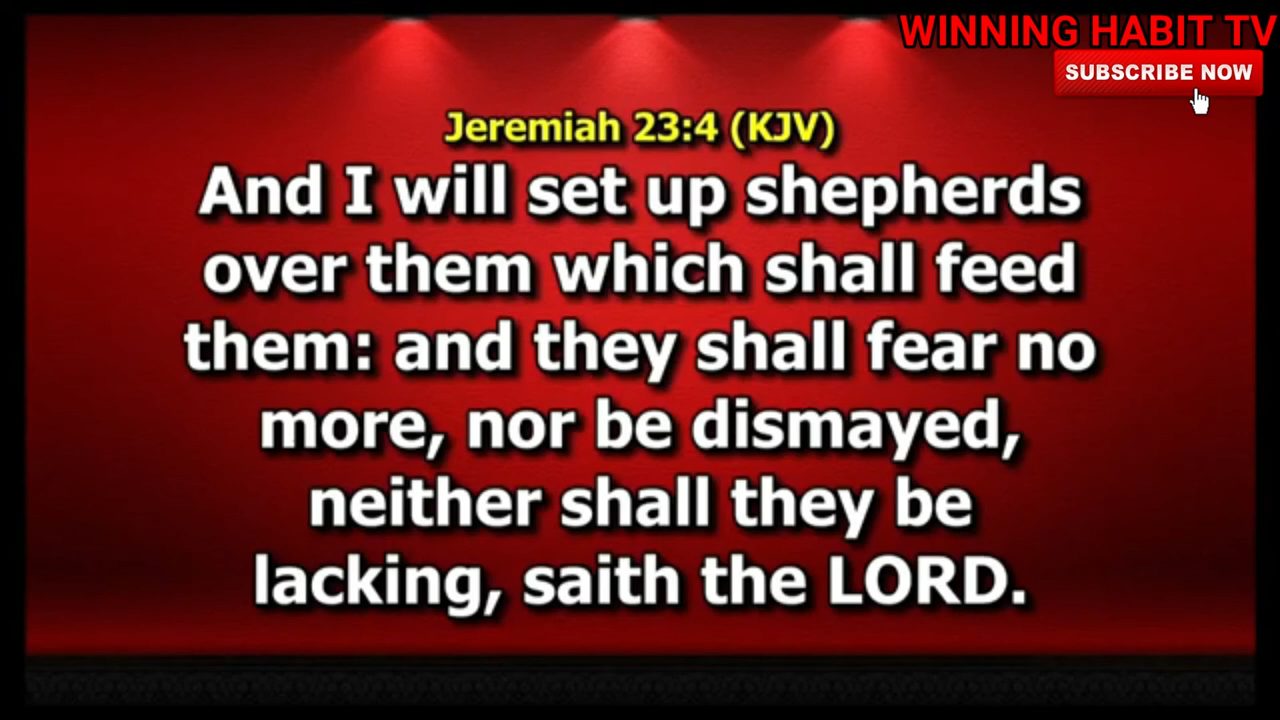 WINNING HABIT TV
SUBSCRIBE NOW
Jeremiah 23:4 (KJV)
And I will set up shepherds
over them which shall feed
them: and they shall fear no
more, nor be dismayed,
neither shall they be
lacking, saith the LORD.